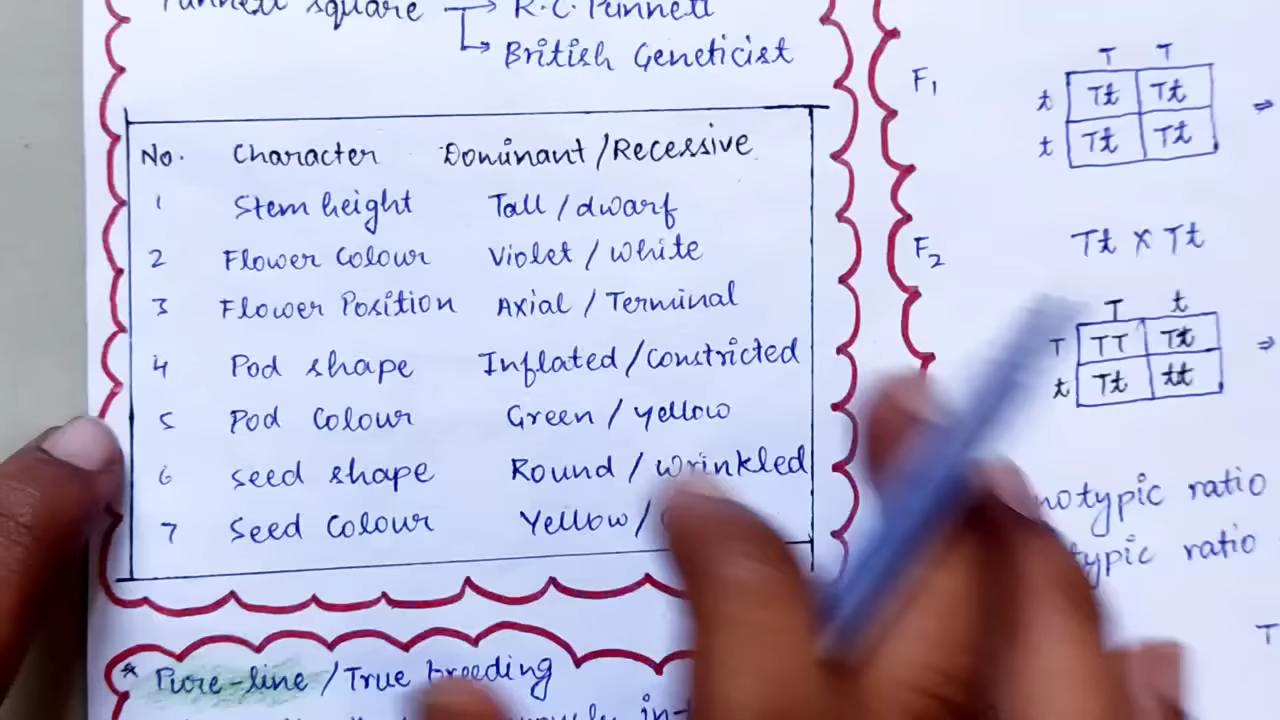 Punnett square → R.C. Punnett
↳ British Geneticist
No. Character Dominant/Recessive
1 Stem height Tall/dwarf
2 Flower Colour Violet/White
3 Flower Position Axial/Terminal
4 Pod shape Inflated/Constricted
5 Pod Colour Green/yellow
6 seed shape Round/wrinkled
7 Seed Colour Yellow/
* Pure-line/True breeding
F1
T T
t Tt Tt ⇒
t Tt Tt
F2 Tt × Tt
T t
T TT Tt ⇒
t Tt tt
ratio
ratio
T